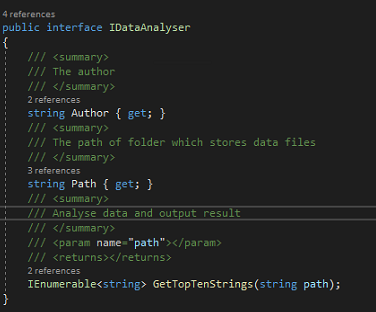 4 references
public interface IDataAnalyser
{
/// <summary>
/// The author
/// </summary>
2 references
string Author { get; }
/// <summary>
/// The path of folder which stores data files
/// </summary>
3 references
string Path { get; }
/// <summary>
/// Analyse data and output result
/// </summary>
/// <param name="path"></param>
/// <returns></returns>
2 references
IEnumerable<string> GetTopTenStrings(string path);
}